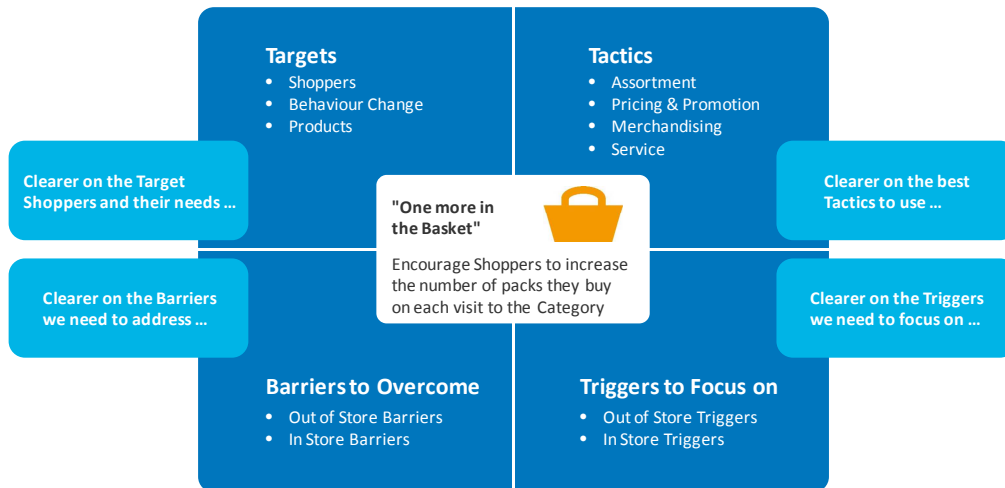 Targets
• Shoppers
• Behaviour Change
• Products
Tactics
• Assortment
• Pricing & Promotion
• Merchandising
• Service
Clearer on the Target
Shoppers and their needs ...
Clearer on the best
Tactics to use ...
"One more in
the Basket"
Encourage Shoppers to increase
the number of packs they buy
on each visit to the Category
Clearer on the Barriers
we need to address ...
Clearer on the Triggers
we need to focus on ...
Barriers to Overcome
• Out of Store Barriers
• In Store Barriers
Triggers to Focus on
• Out of Store Triggers
• In Store Triggers